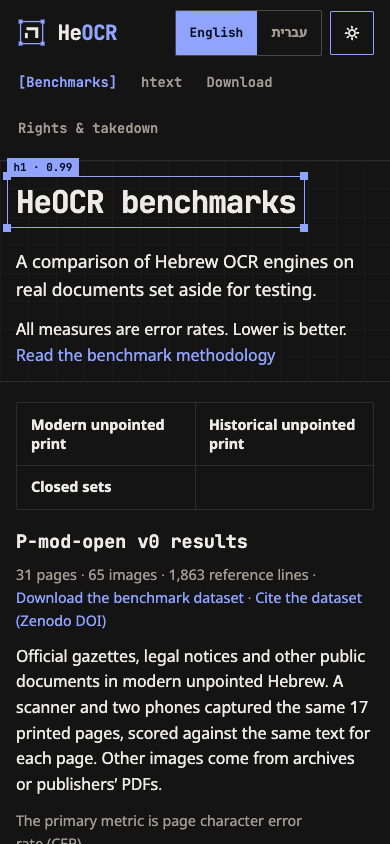 HeOCR
English
עברית
[Benchmarks]
htext
Download
Rights & takedown
h1 · 0.99
HeOCR benchmarks
A comparison of Hebrew OCR engines on
real documents set aside for testing.
All measures are error rates. Lower is better.
Read the benchmark methodology
Modern unpointed
print
Historical unpointed
print
Closed sets
P-mod-open v0 results
31 pages · 65 images · 1,863 reference lines ·
Download the benchmark dataset · Cite the dataset
(Zenodo DOI)
Official gazettes, legal notices and other public
documents in modern unpointed Hebrew. A
scanner and two phones captured the same 17
printed pages, scored against the same text for
each page. Other images come from archives
or publishers’ PDFs.
The primary metric is page character error
rate (CER)